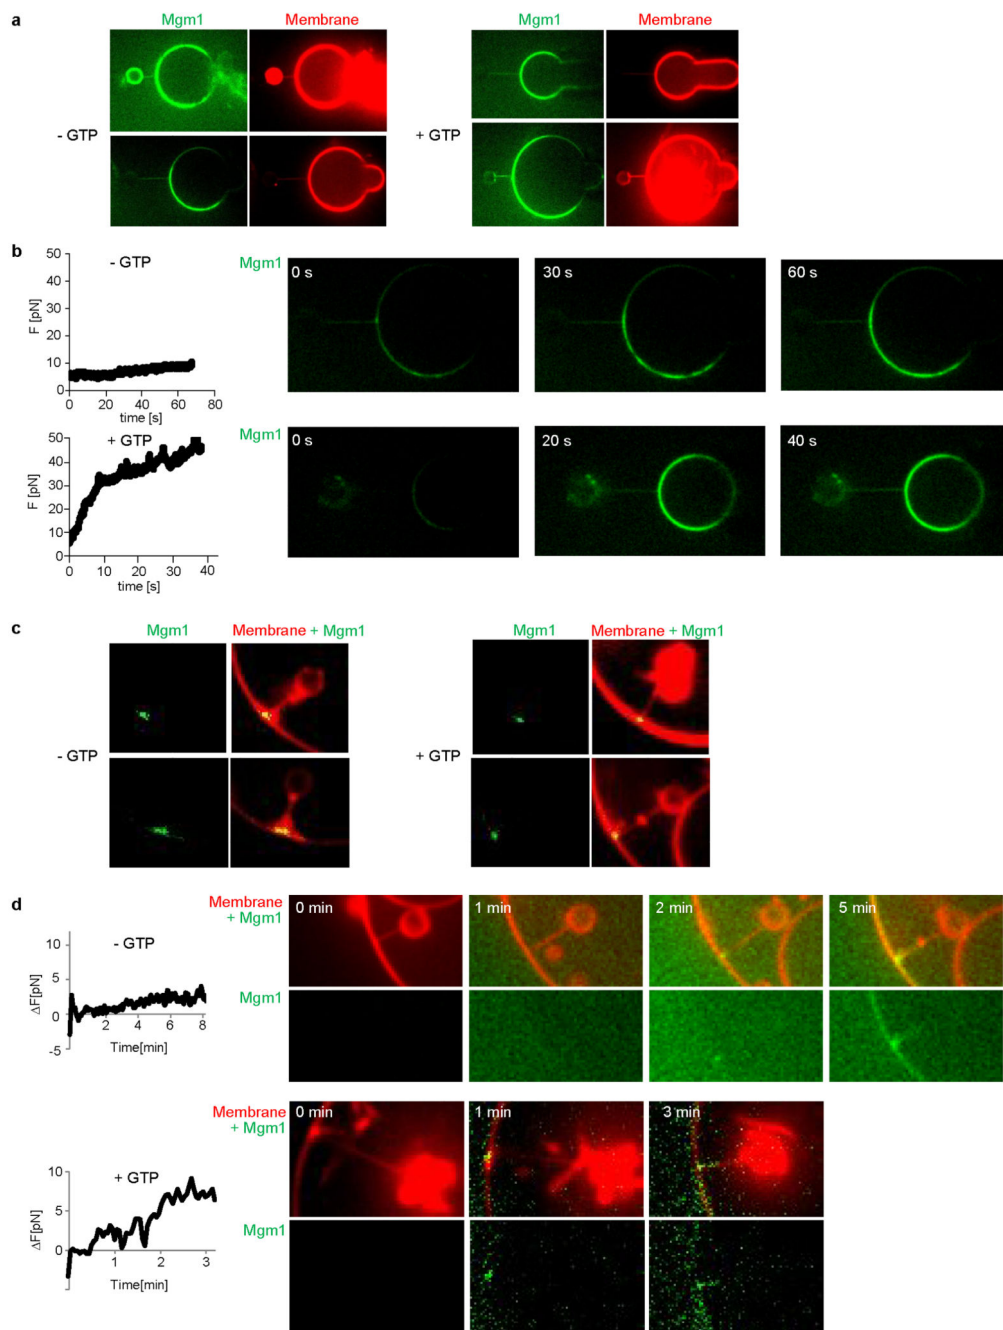 a
Mgm1 Membrane
Mgm1 Membrane
- GTP
+ GTP
b
- GTP
50
40
30
20
10
0
F [pN]
0 20 40 60 80
time [s]
Mgm1
0 s
30 s
60 s
+ GTP
50
40
30
20
10
0
F [pN]
0 10 20 30 40
time [s]
Mgm1
0 s
20 s
40 s
c
Mgm1 Membrane + Mgm1
Mgm1 Membrane + Mgm1
- GTP
+ GTP
d
- GTP
10
5
0
-5
ΔF[pN]
2 4 6 8
Time[min]
Membrane
+ Mgm1
0 min
1 min
2 min
5 min
Mgm1
+ GTP
10
5
0
ΔF[pN]
1 2 3
Time[min]
Membrane
+ Mgm1
0 min
1 min
3 min
Mgm1